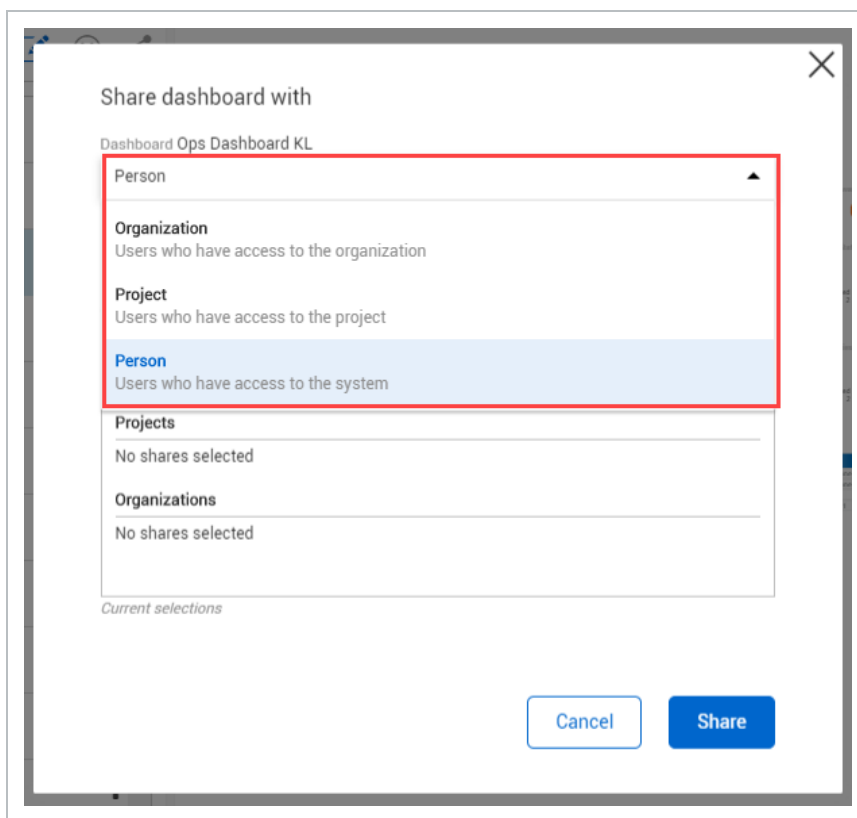 Share dashboard with
Dashboard Ops Dashboard KL
Person
Organization
Users who have access to the organization
Project
Users who have access to the project
Person
Users who have access to the system
Projects
No shares selected
Organizations
No shares selected
Current selections
Cancel
Share